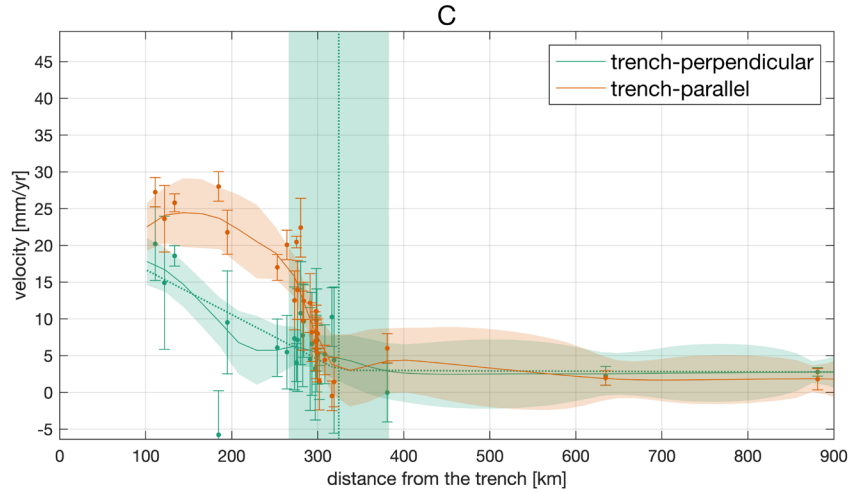 C
45
40
35
30
25
20
15
10
5
0
-5
velocity [mm/yr]
trench-perpendicular
trench-parallel
0 100 200 300 400 500 600 700 800 900
distance from the trench [km]